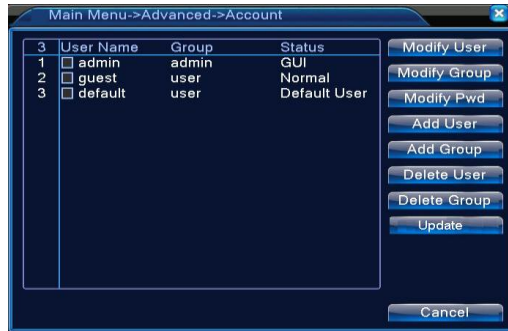 Main Menu->Advanced->Account
3 User Name Group Status
1 admin admin GUI
2 guest user Normal
3 default user Default User
Modify User
Modify Group
Modify Pwd
Add User
Add Group
Delete User
Delete Group
Update
Cancel